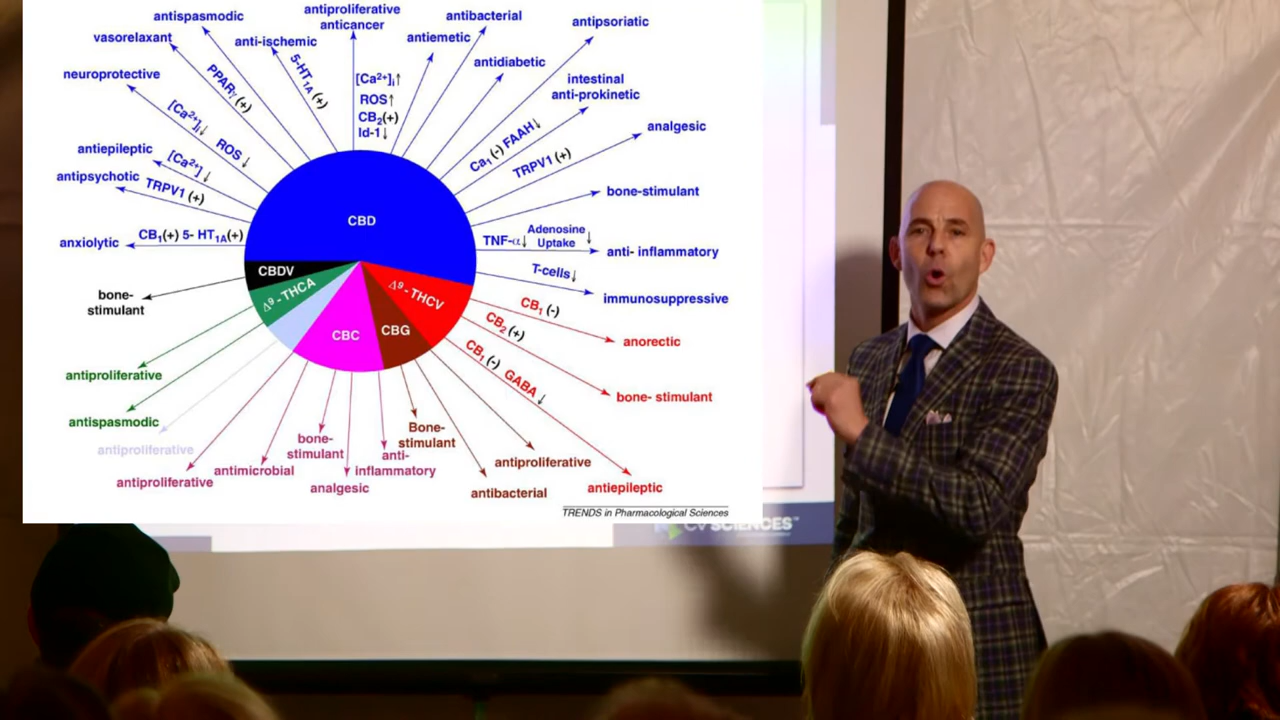 antiproliferative
anticancer
antispasmodic
antibacterial
antipsoriatic
vasorelaxant
anti-ischemic
antiemetic
neuroprotective
antidiabetic
intestinal
anti-prokinetic
PPARγ (+)
5-HT1A (+)
[Ca2+]i↑
ROS↑
CB2(+)
Id-1↓
[Ca2+]i↓
ROS ↓
Ca1 (-) FAAH↓
analgesic
antiepileptic
[Ca2+] ↓
TRPV1 (+)
antipsychotic
TRPV1 (+)
bone-stimulant
CBD
anxiolytic
CB1(+) 5- HT1A(+)
TNF-α↓
Adenosine
Uptake ↓
anti- inflammatory
T-cells↓
immunosuppressive
CBDV
Δ9-THCA
Δ9-THCV
bone-
stimulant
CBC
CBG
CB1 (-)
anorectic
CB2 (+)
CB1 (-) GABA ↓
bone- stimulant
antiproliferative
antispasmodic
antiproliferative
antiproliferative
antimicrobial
bone-
stimulant
analgesic
anti-
inflammatory
Bone-
stimulant
antiproliferative
antibacterial
antiepileptic
TRENDS in Pharmacological Sciences
CV SCIENCES™